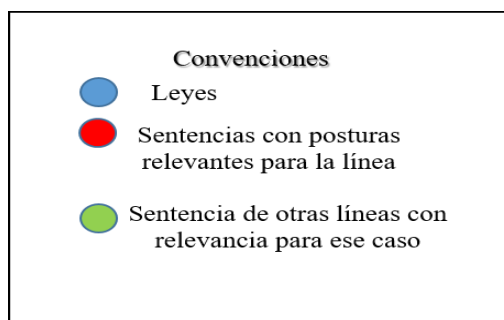 Convenciones
Leyes
Sentencias con posturas
relevantes para la línea
Sentencia de otras líneas con
relevancia para ese caso